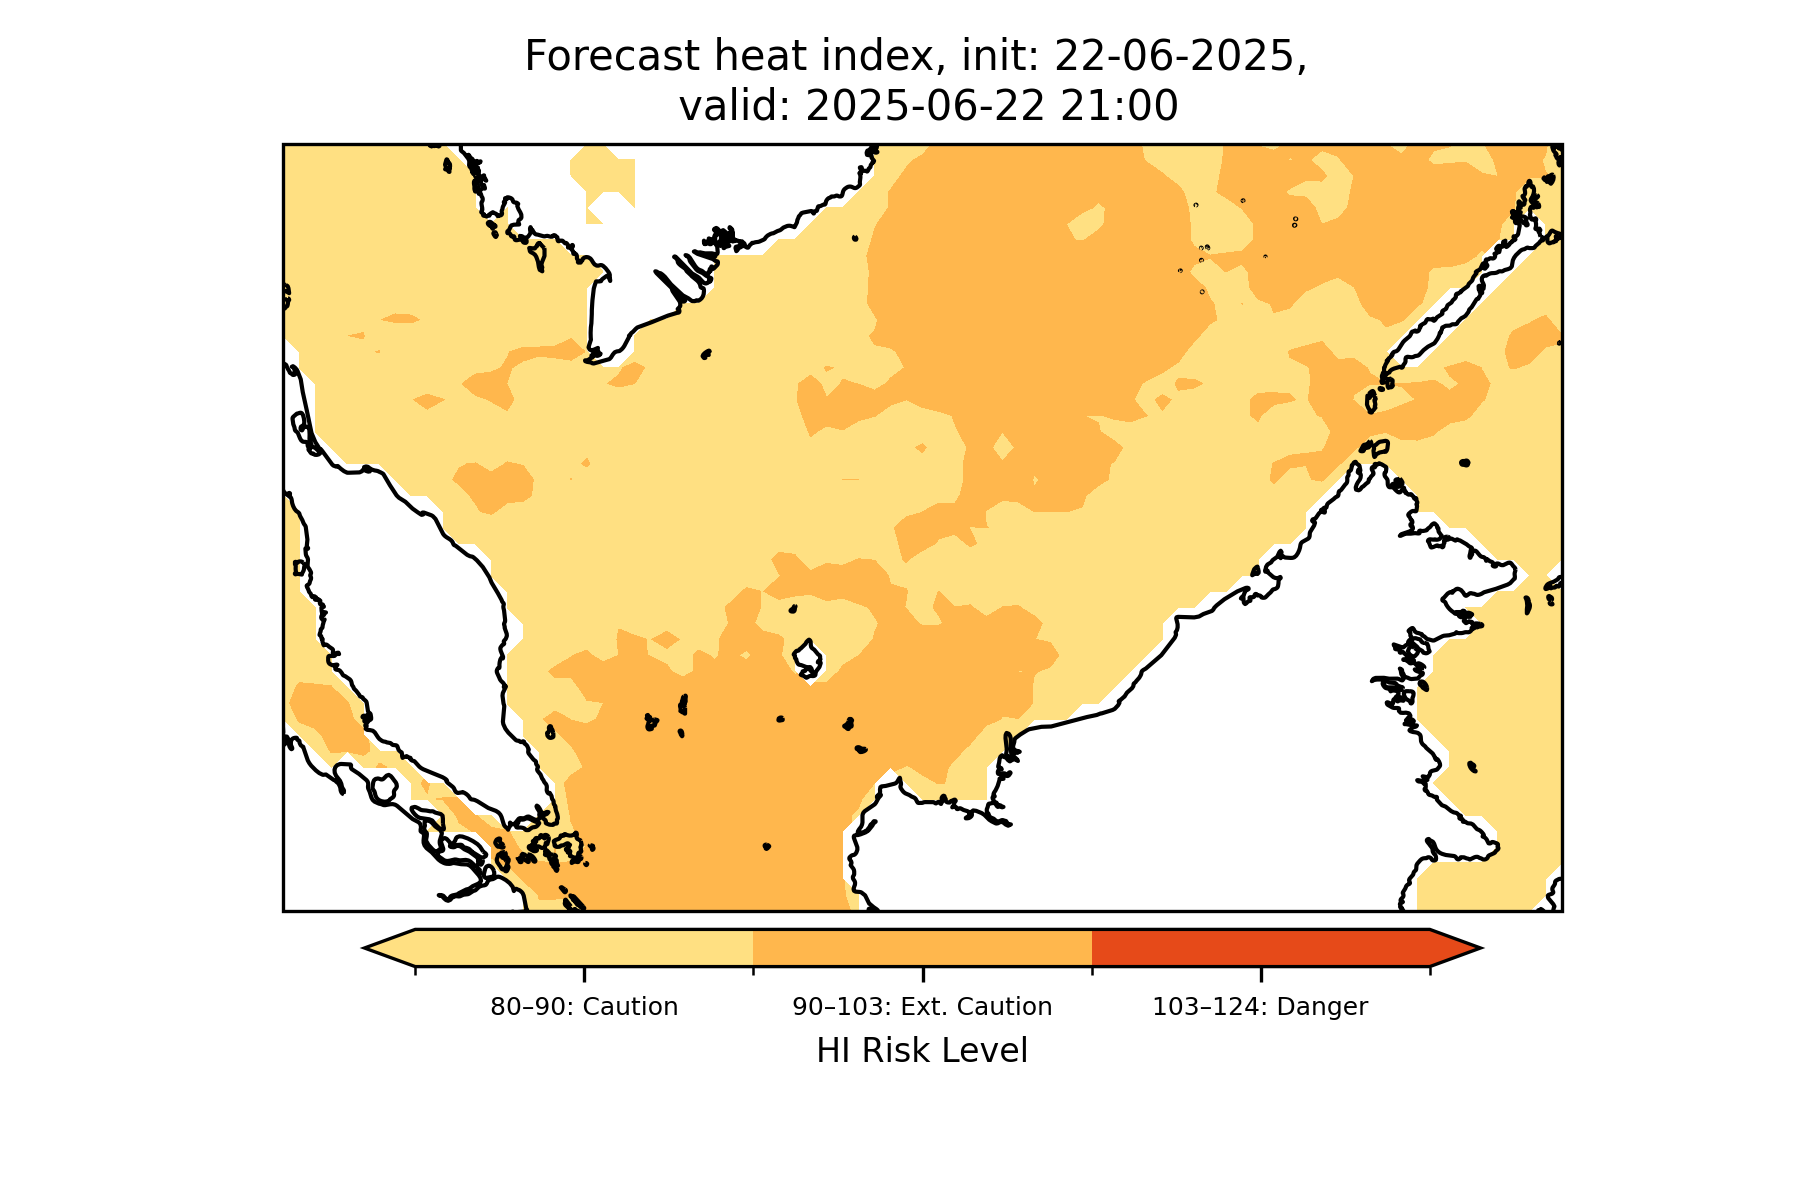 Forecast heat index, init: 22-06-2025,
valid: 2025-06-22 21:00
80–90: Caution
90–103: Ext. Caution
103–124: Danger
HI Risk Level